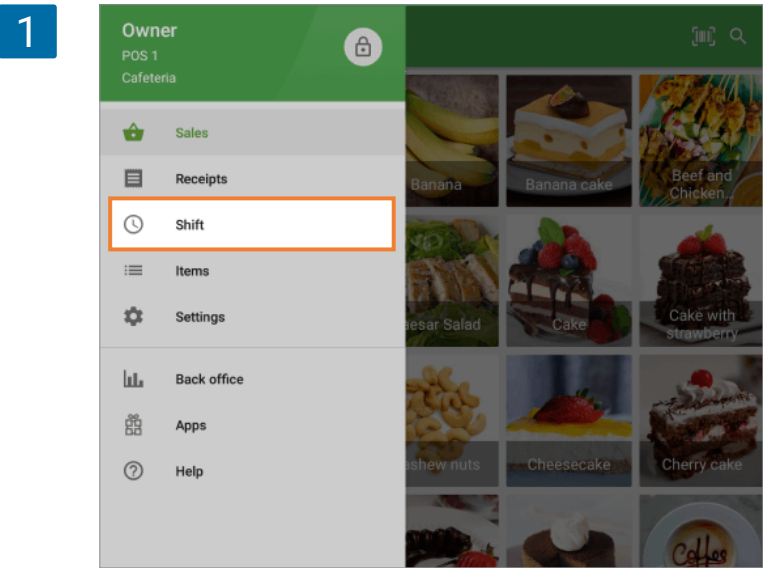 1
Owner
POS 1
Cafeteria
Sales
Receipts
Shift
Items
Settings
Back office
Apps
Help
Banana
Banana cake
Beef and
Chicken...
aesar Salad
Cake
Cake with
strawberry
ashew nuts
Cheesecake
Cherry cake
Coffee